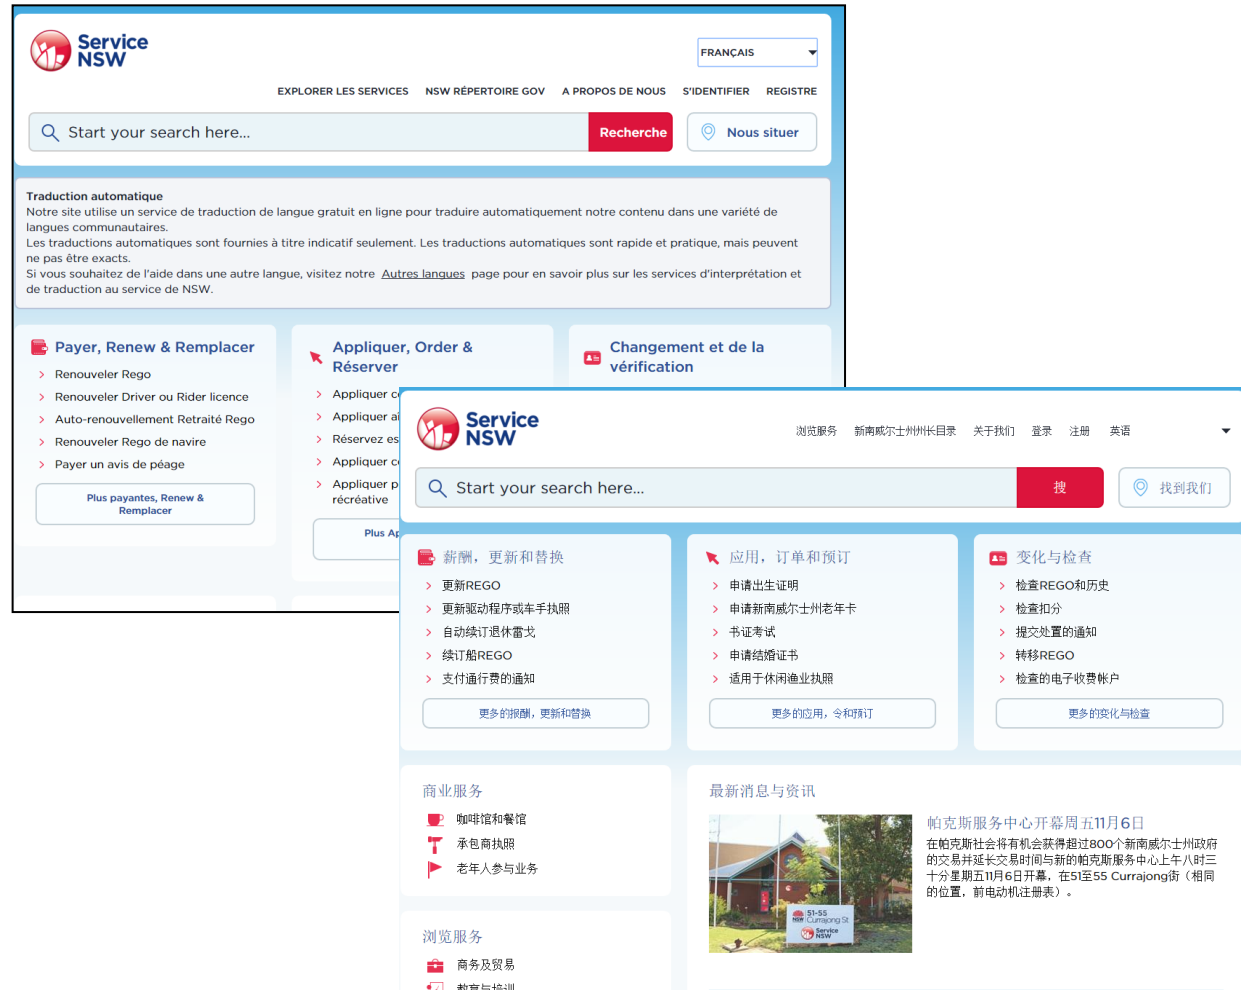 Service
NSW
FRANÇAIS
EXPLORER LES SERVICES NSW RÉPERTOIRE GOV A PROPOS DE NOUS S'IDENTIFIER REGISTRE
Start your search here...
Recherche
Nous situer
Traduction automatique
Notre site utilise un service de traduction de langue gratuit en ligne pour traduire automatiquement notre contenu dans une variété de
langues communautaires.
Les traductions automatiques sont fournies à titre indicatif seulement. Les traductions automatiques sont rapide et pratique, mais peuvent
ne pas être exacts.
Si vous souhaitez de l'aide dans une autre langue, visitez notre Autres langues page pour en savoir plus sur les services d'interprétation et
de traduction au service de NSW.
Payer, Renew & Remplacer
Renouveler Rego
Renouveler Driver ou Rider licence
Auto-renouvellement Retraité Rego
Renouveler Rego de navire
Payer un avis de péage
Plus payantes, Renew &
Remplacer
Appliquer, Order &
Réserver
Appliquer
Appliquer
Réservez
Appliquer
Appliquer
récréative
Plus
Changement et de la
vérification
Service
NSW
浏览服务 新南威尔士州州长目录 关于我们 登录 注册 英语
Start your search here...
搜
找到我们
薪酬，更新和替换
更新REGO
更新驱动程序或车手执照
自动续订退休雷戈
续订船REGO
支付通行费的通知
更多的报酬，更新和替换
应用，订单和预订
申请出生证明
申请新南威尔士州老年卡
书证考试
申请结婚证书
适用于休闲渔业执照
更多的应用，令和预订
变化与检查
检查REGO和历史
检查扣分
提交处置的通知
转移REGO
检查的电子收费帐户
更多的变化与检查
商业服务
咖啡馆和餐馆
承包商执照
老年人参与业务
浏览服务
商务及贸易
教育与培训
最新消息与资讯
51-55
Currajong St
NSW
Service
NSW
帕克斯服务中心开幕周五11月6日
在帕克斯社会将有机会获得超过800个新南威尔士州政府
的交易并延长交易时间与新的帕克斯服务中心上午八时三
十分星期五11月6日开幕，在51至55 Currajong街（相同
的位置，前电动机注册表）。